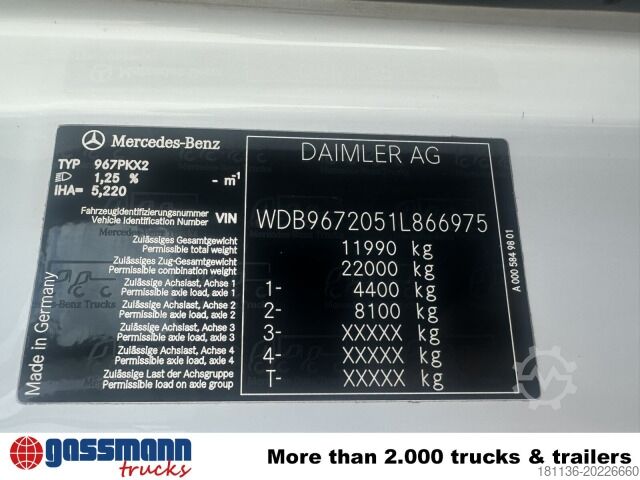 Mercedes-Benz
TYP 967PKX2
1,25 % - m⁻¹
IHA= 5,220
DAIMLER AG
Fahrzeugidentifizierungsnummer
Vehicle Identification Number VIN WDB9672051L866975
Zulässiges Gesamtgewicht
Permissible total weight 11990 kg
Zulässiges Zug-Gesamtgewicht
Permissible combination weight 22000 kg
Zulässige Achslast, Achse 1
Permissible axle load, axle 1 1- 4400 kg
Zulässige Achslast, Achse 2
Permissible axle load, axle 2 2- 8100 kg
Zulässige Achslast, Achse 3
Permissible axle load, axle 3 3- XXXXX kg
Zulässige Achslast, Achse 4
Permissible axle load, axle 4 4- XXXXX kg
Zulässige Last der Achsgruppe
Permissible load on axle group T- XXXXX kg
Made in Germany
A 000 584 98 01
gassmann
trucks
More than 2.000 trucks & trailers
181136-20226660